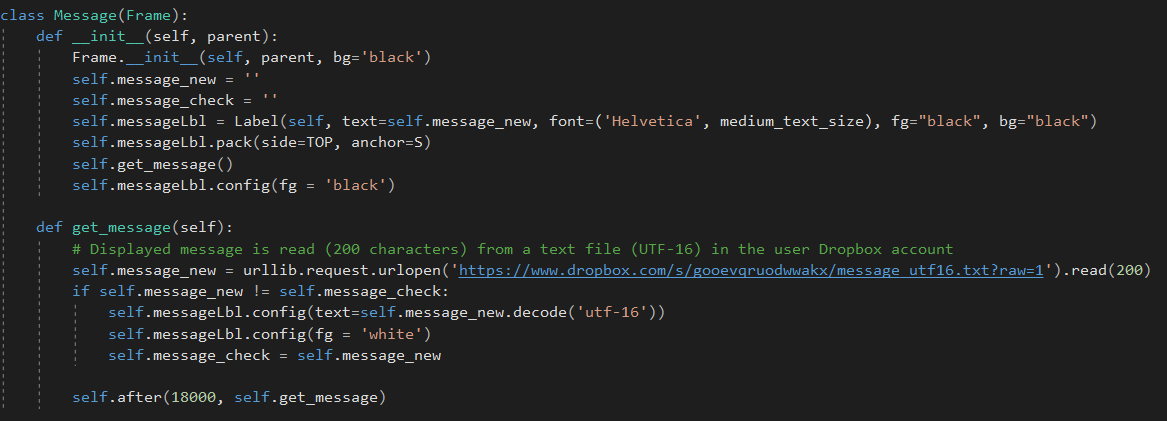 class Message(Frame):
    def __init__(self, parent):
        Frame.__init__(self, parent, bg='black')
        self.message_new = ''
        self.message_check = ''
        self.messageLbl = Label(self, text=self.message_new, font=('Helvetica', medium_text_size), fg="black", bg="black")
        self.messageLbl.pack(side=TOP, anchor=S)
        self.get_message()
        self.messageLbl.config(fg = 'black')

    def get_message(self):
        # Displayed message is read (200 characters) from a text file (UTF-16) in the user Dropbox account
        self.message_new = urllib.request.urlopen('https://www.dropbox.com/s/gooevqruodwwakx/message_utf16.txt?raw=1').read(200)
        if self.message_new != self.message_check:
            self.messageLbl.config(text=self.message_new.decode('utf-16'))
            self.messageLbl.config(fg = 'white')
            self.message_check = self.message_new

        self.after(18000, self.get_message)